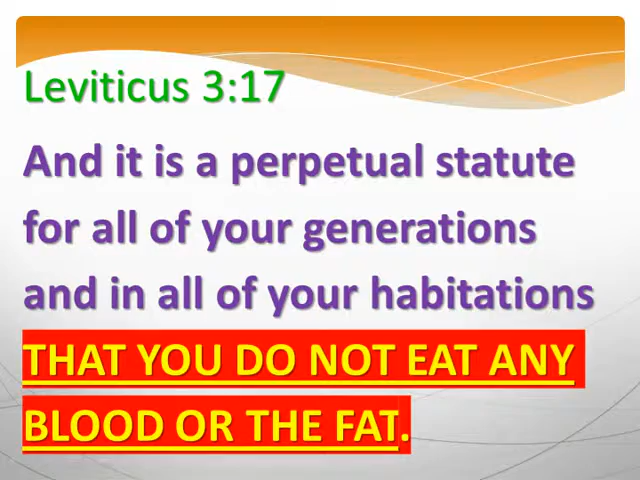 Leviticus 3:17
And it is a perpetual statute
for all of your generations
and in all of your habitations
THAT YOU DO NOT EAT ANY
BLOOD OR THE FAT.